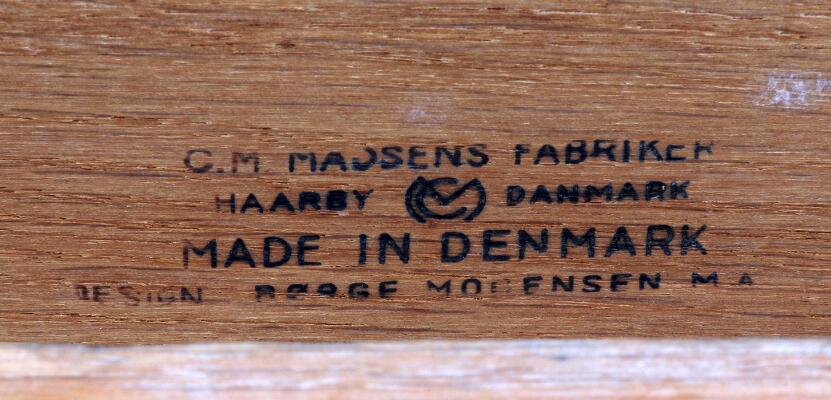 C.M. MADSENS FABRIKER
HAARBY DANMARK
MADE IN DENMARK
DESIGN BØRGE MOGENSEN M A